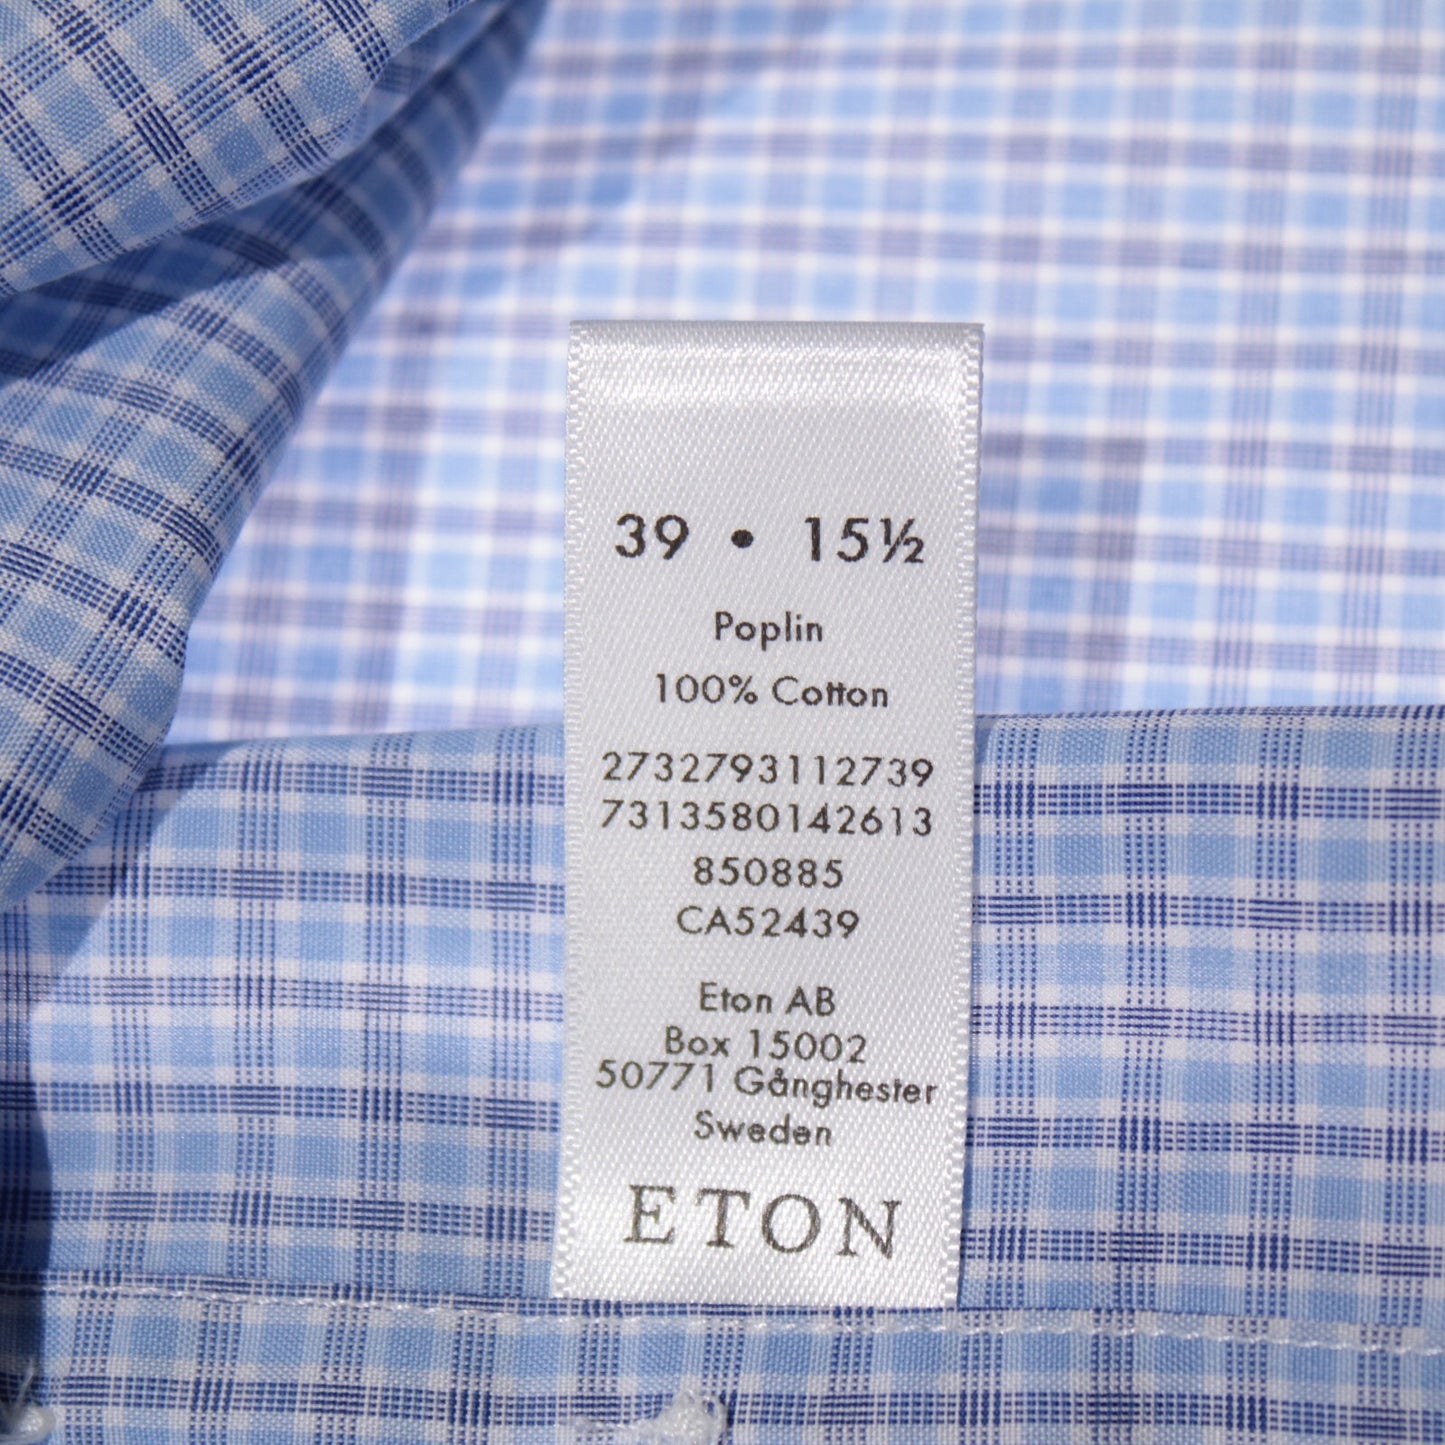 39 • 15½
Poplin
100% Cotton
2732793112739
7313580142613
850885
CA52439
Eton AB
Box 15002
50771 Gånghester
Sweden
ETON